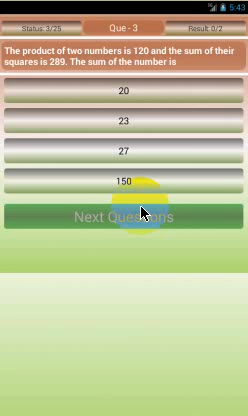 5:43
Status: 3/25
Que - 3
Result: 0/2
The product of two numbers is 120 and the sum of their
squares is 289. The sum of the number is
20
23
27
150
Next Questions